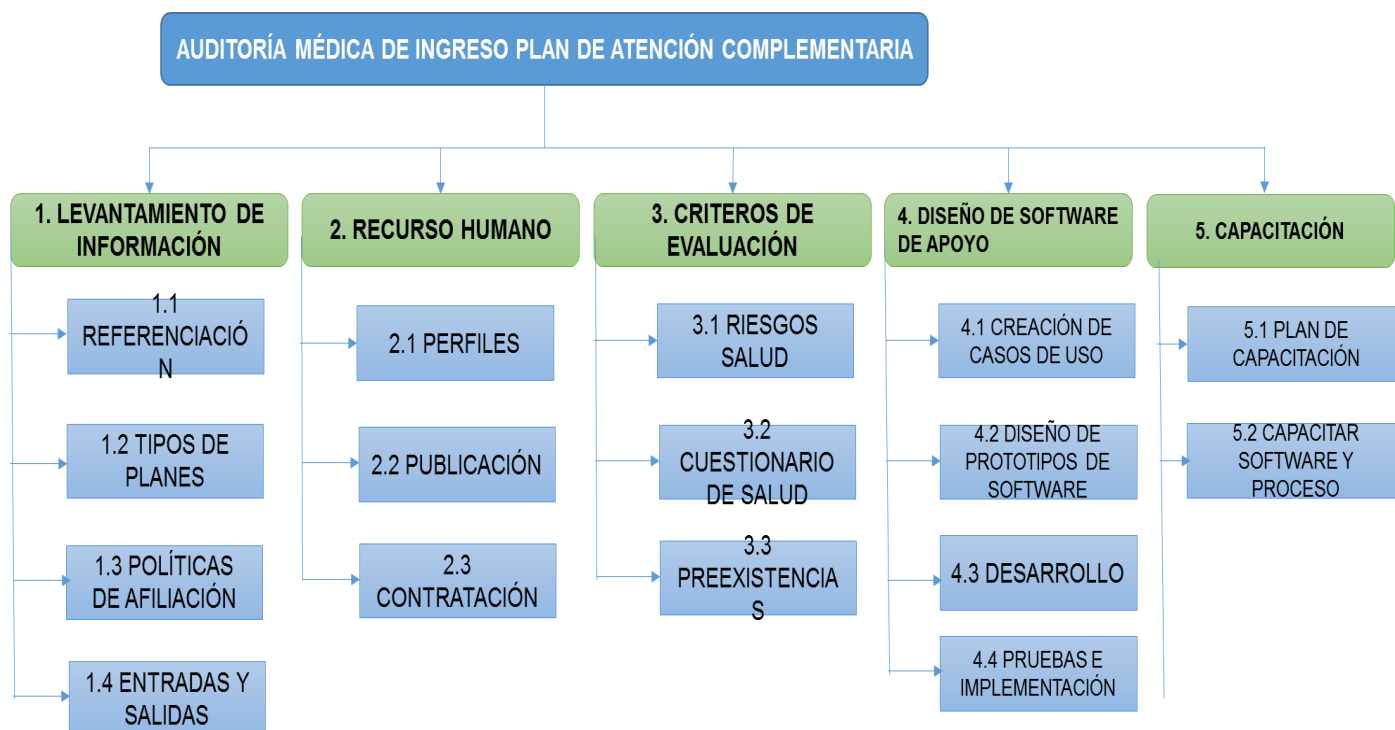 AUDITORÍA MÉDICA DE INGRESO PLAN DE ATENCIÓN COMPLEMENTARIA
1. LEVANTAMIENTO DE
INFORMACIÓN
2. RECURSO HUMANO
3. CRITEROS DE
EVALUACIÓN
4. DISEÑO DE SOFTWARE
DE APOYO
5. CAPACITACIÓN
1.1
REFERENCIACIÓ
N
1.2 TIPOS DE
PLANES
1.3 POLÍTICAS
DE AFILIACIÓN
1.4 ENTRADAS Y
SALIDAS
2.1 PERFILES
2.2 PUBLICACIÓN
2.3
CONTRATACIÓN
3.1 RIESGOS
SALUD
3.2
CUESTIONARIO
DE SALUD
3.3
PREEXISTENCIA
S
4.1 CREACIÓN DE
CASOS DE USO
4.2 DISEÑO DE
PROTOTIPOS DE
SOFTWARE
4.3 DESARROLLO
4.4 PRUEBAS E
IMPLEMENTACIÓN
5.1 PLAN DE
CAPACITACIÓN
5.2 CAPACITAR
SOFTWARE Y
PROCESO